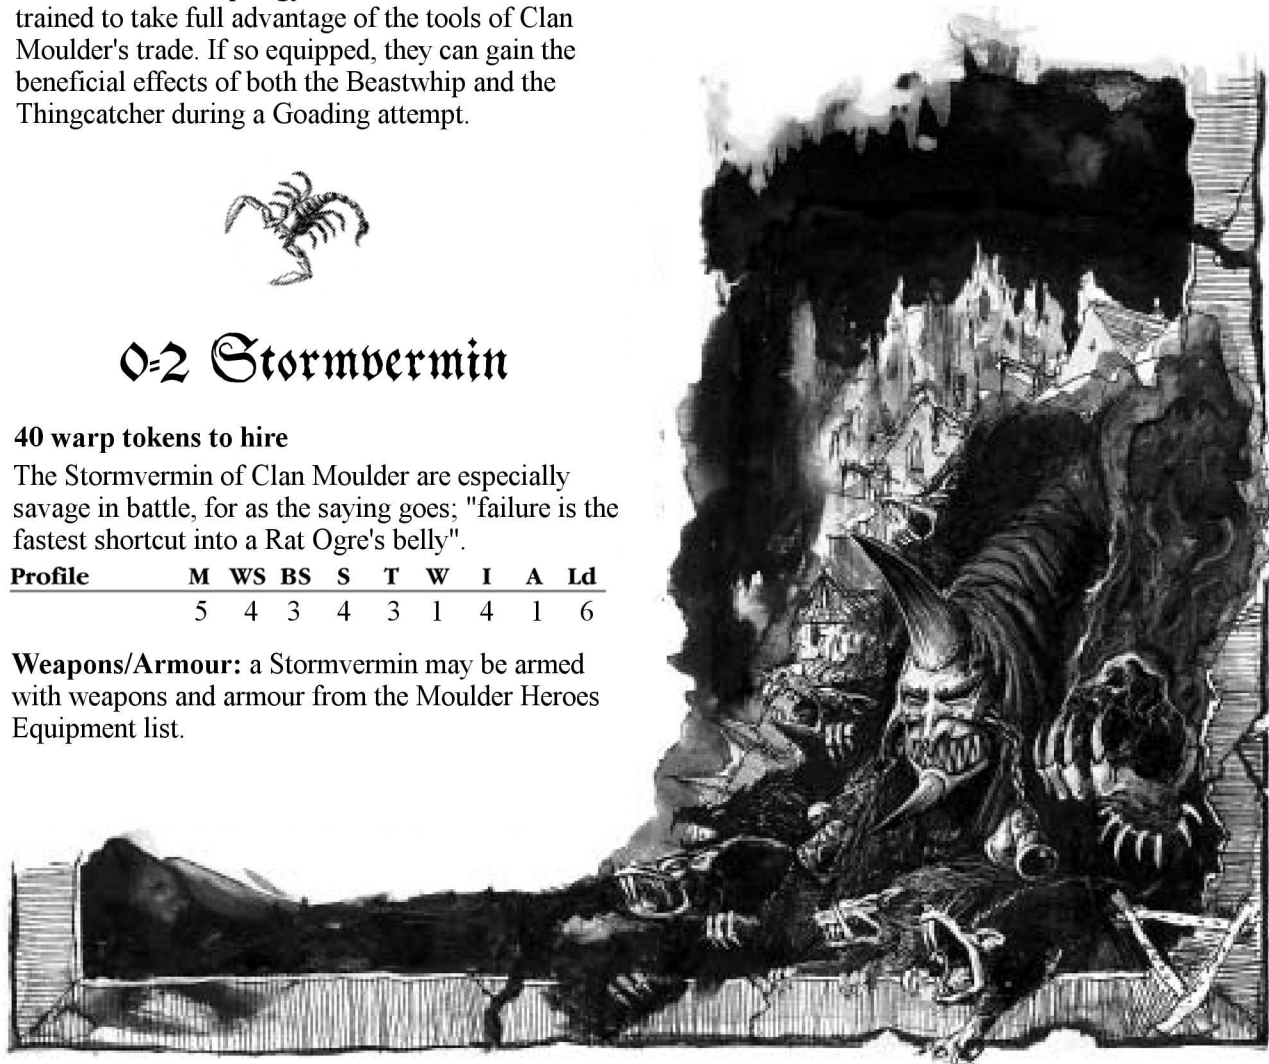 trained to take full advantage of the tools of Clan
Moulder's trade. If so equipped, they can gain the
beneficial effects of both the Beastwhip and the
Thingcatcher during a Goading attempt.
0-2 Stormvermin
40 warp tokens to hire
The Stormvermin of Clan Moulder are especially
savage in battle, for as the saying goes; "failure is the
fastest shortcut into a Rat Ogre's belly".
Profile M WS BS S T W I A Ld
5 4 3 4 3 1 4 1 6
Weapons/Armour: a Stormvermin may be armed
with weapons and armour from the Moulder Heroes
Equipment list.